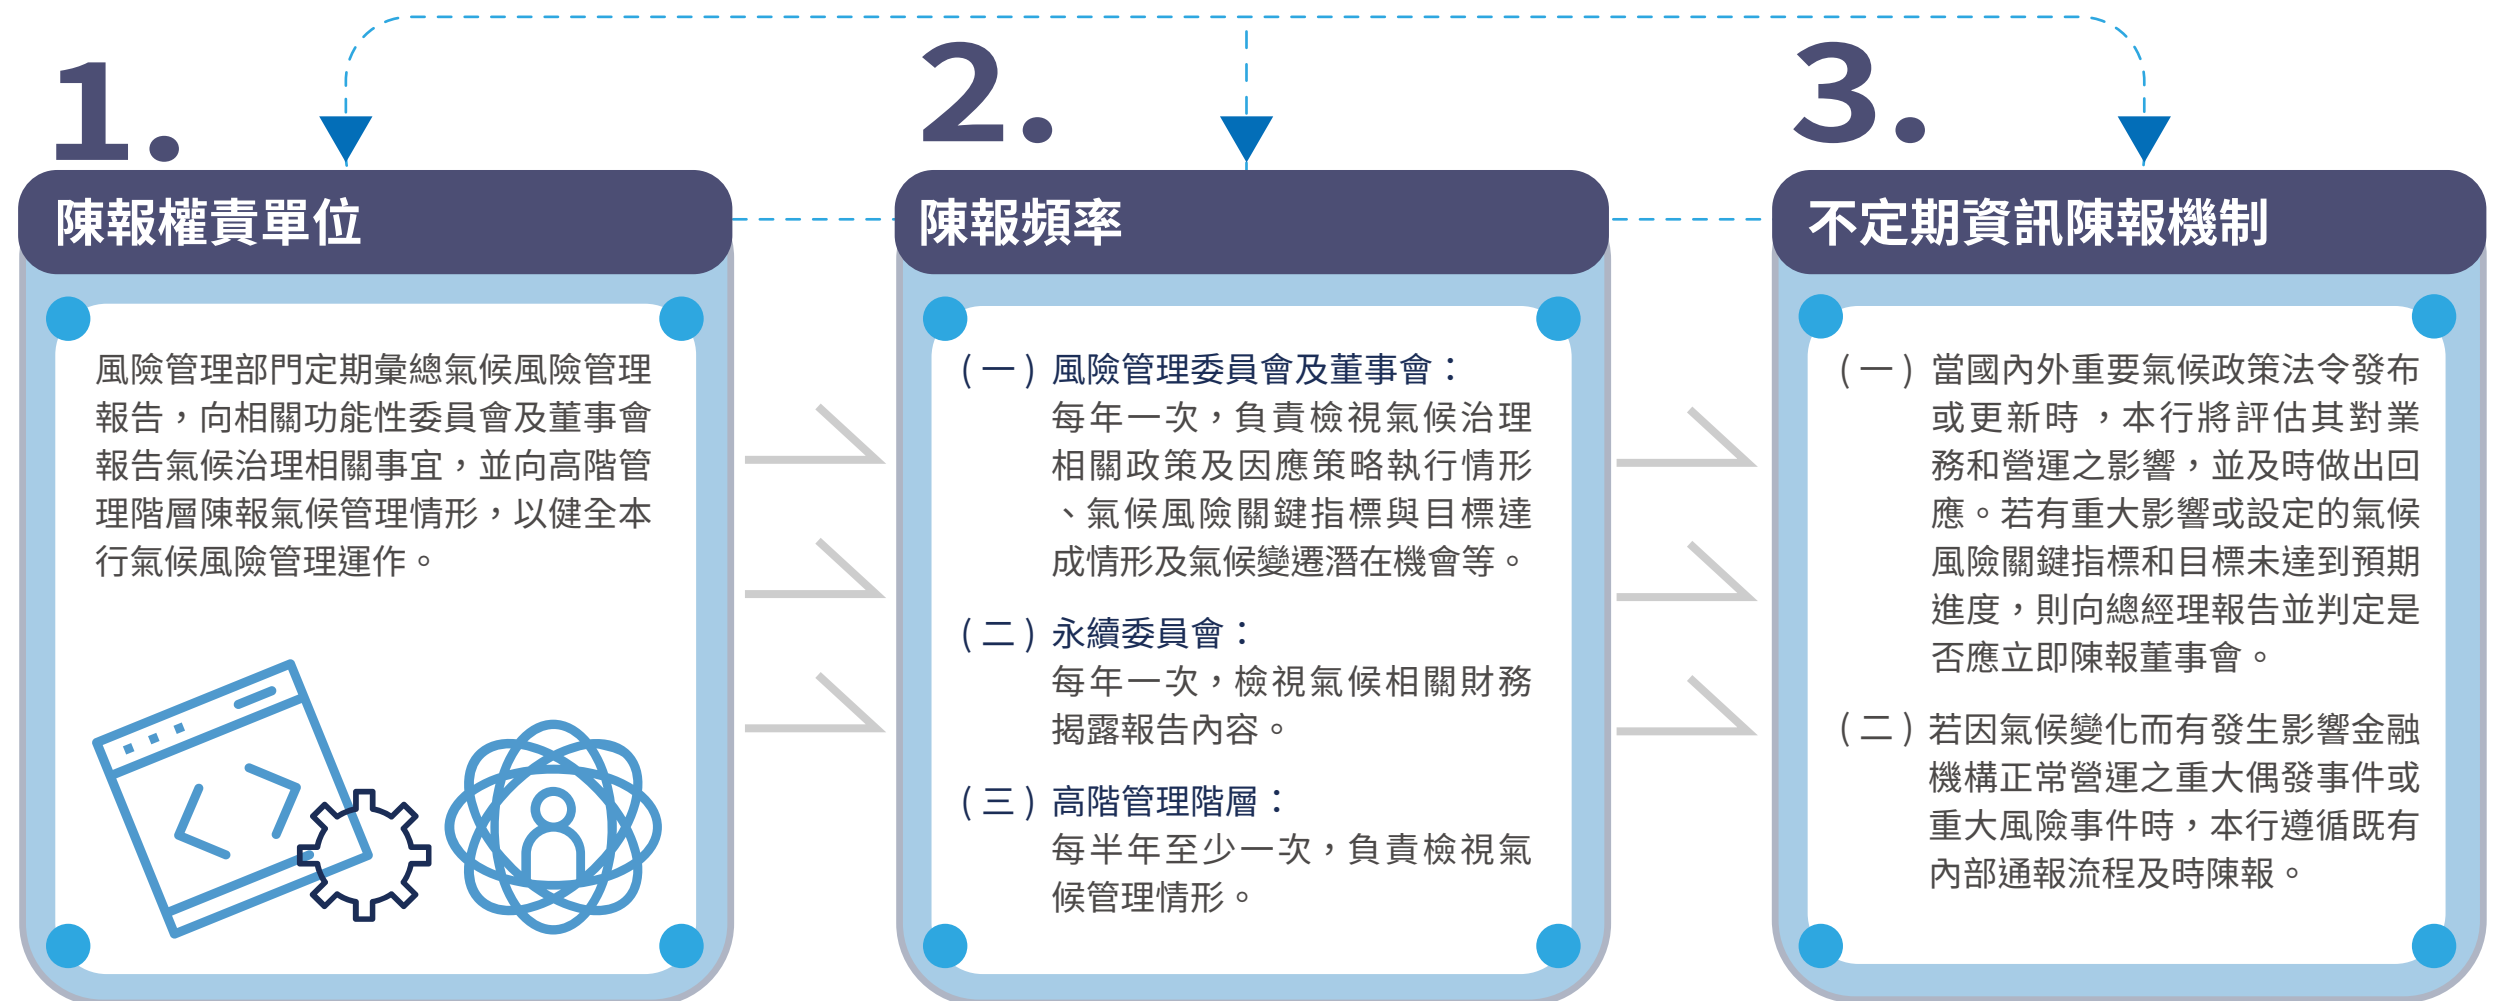 1.
陳報權責單位
風險管理部門定期彙總氣候風險管理
報告，向相關功能性委員會及董事會
報告氣候治理相關事宜，並向高階管
理階層陳報氣候管理情形，以健全本
行氣候風險管理運作。
2.
陳報頻率
(一) 風險管理委員會及董事會：
每年一次，負責檢視氣候治理
相關政策及因應策略執行情形
、氣候風險關鍵指標與目標達
成情形及氣候變遷潛在機會等。
(二) 永續委員會：
每年一次，檢視氣候相關財務
揭露報告內容。
(三) 高階管理階層：
每半年至少一次，負責檢視氣
候管理情形。
3.
不定期資訊陳報機制
(一) 當國內外重要氣候政策法令發布
或更新時，本行將評估其對業
務和營運之影響，並及時做出回
應。若有重大影響或設定的氣候
風險關鍵指標和目標未達到預期
進度，則向總經理報告並判定是
否應立即陳報董事會。
(二) 若因氣候變化而有發生影響金融
機構正常營運之重大偶發事件或
重大風險事件時，本行遵循既有
內部通報流程及時陳報。